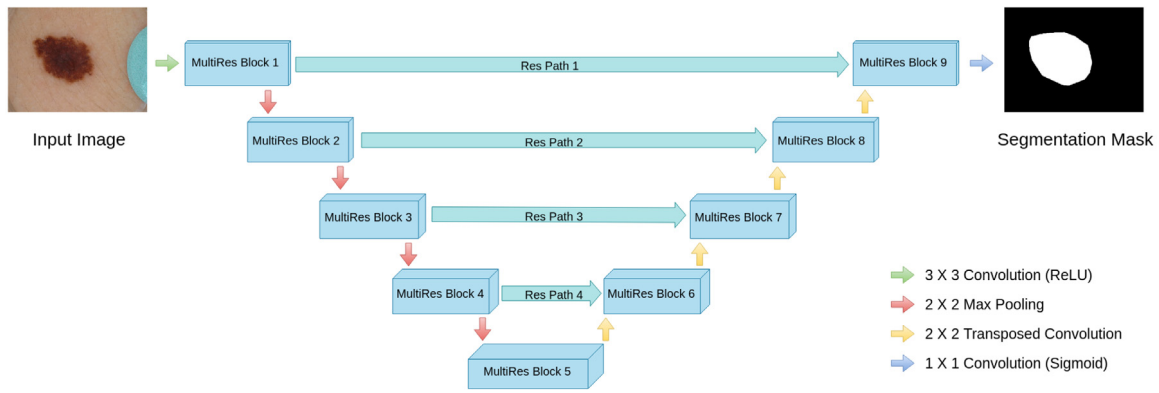 MultiRes Block 1
Res Path 1
MultiRes Block 9
Input Image
MultiRes Block 2
Res Path 2
MultiRes Block 8
Segmentation Mask
MultiRes Block 3
Res Path 3
MultiRes Block 7
MultiRes Block 4
Res Path 4
MultiRes Block 6
MultiRes Block 5
3 X 3 Convolution (ReLU)
2 X 2 Max Pooling
2 X 2 Transposed Convolution
1 X 1 Convolution (Sigmoid)